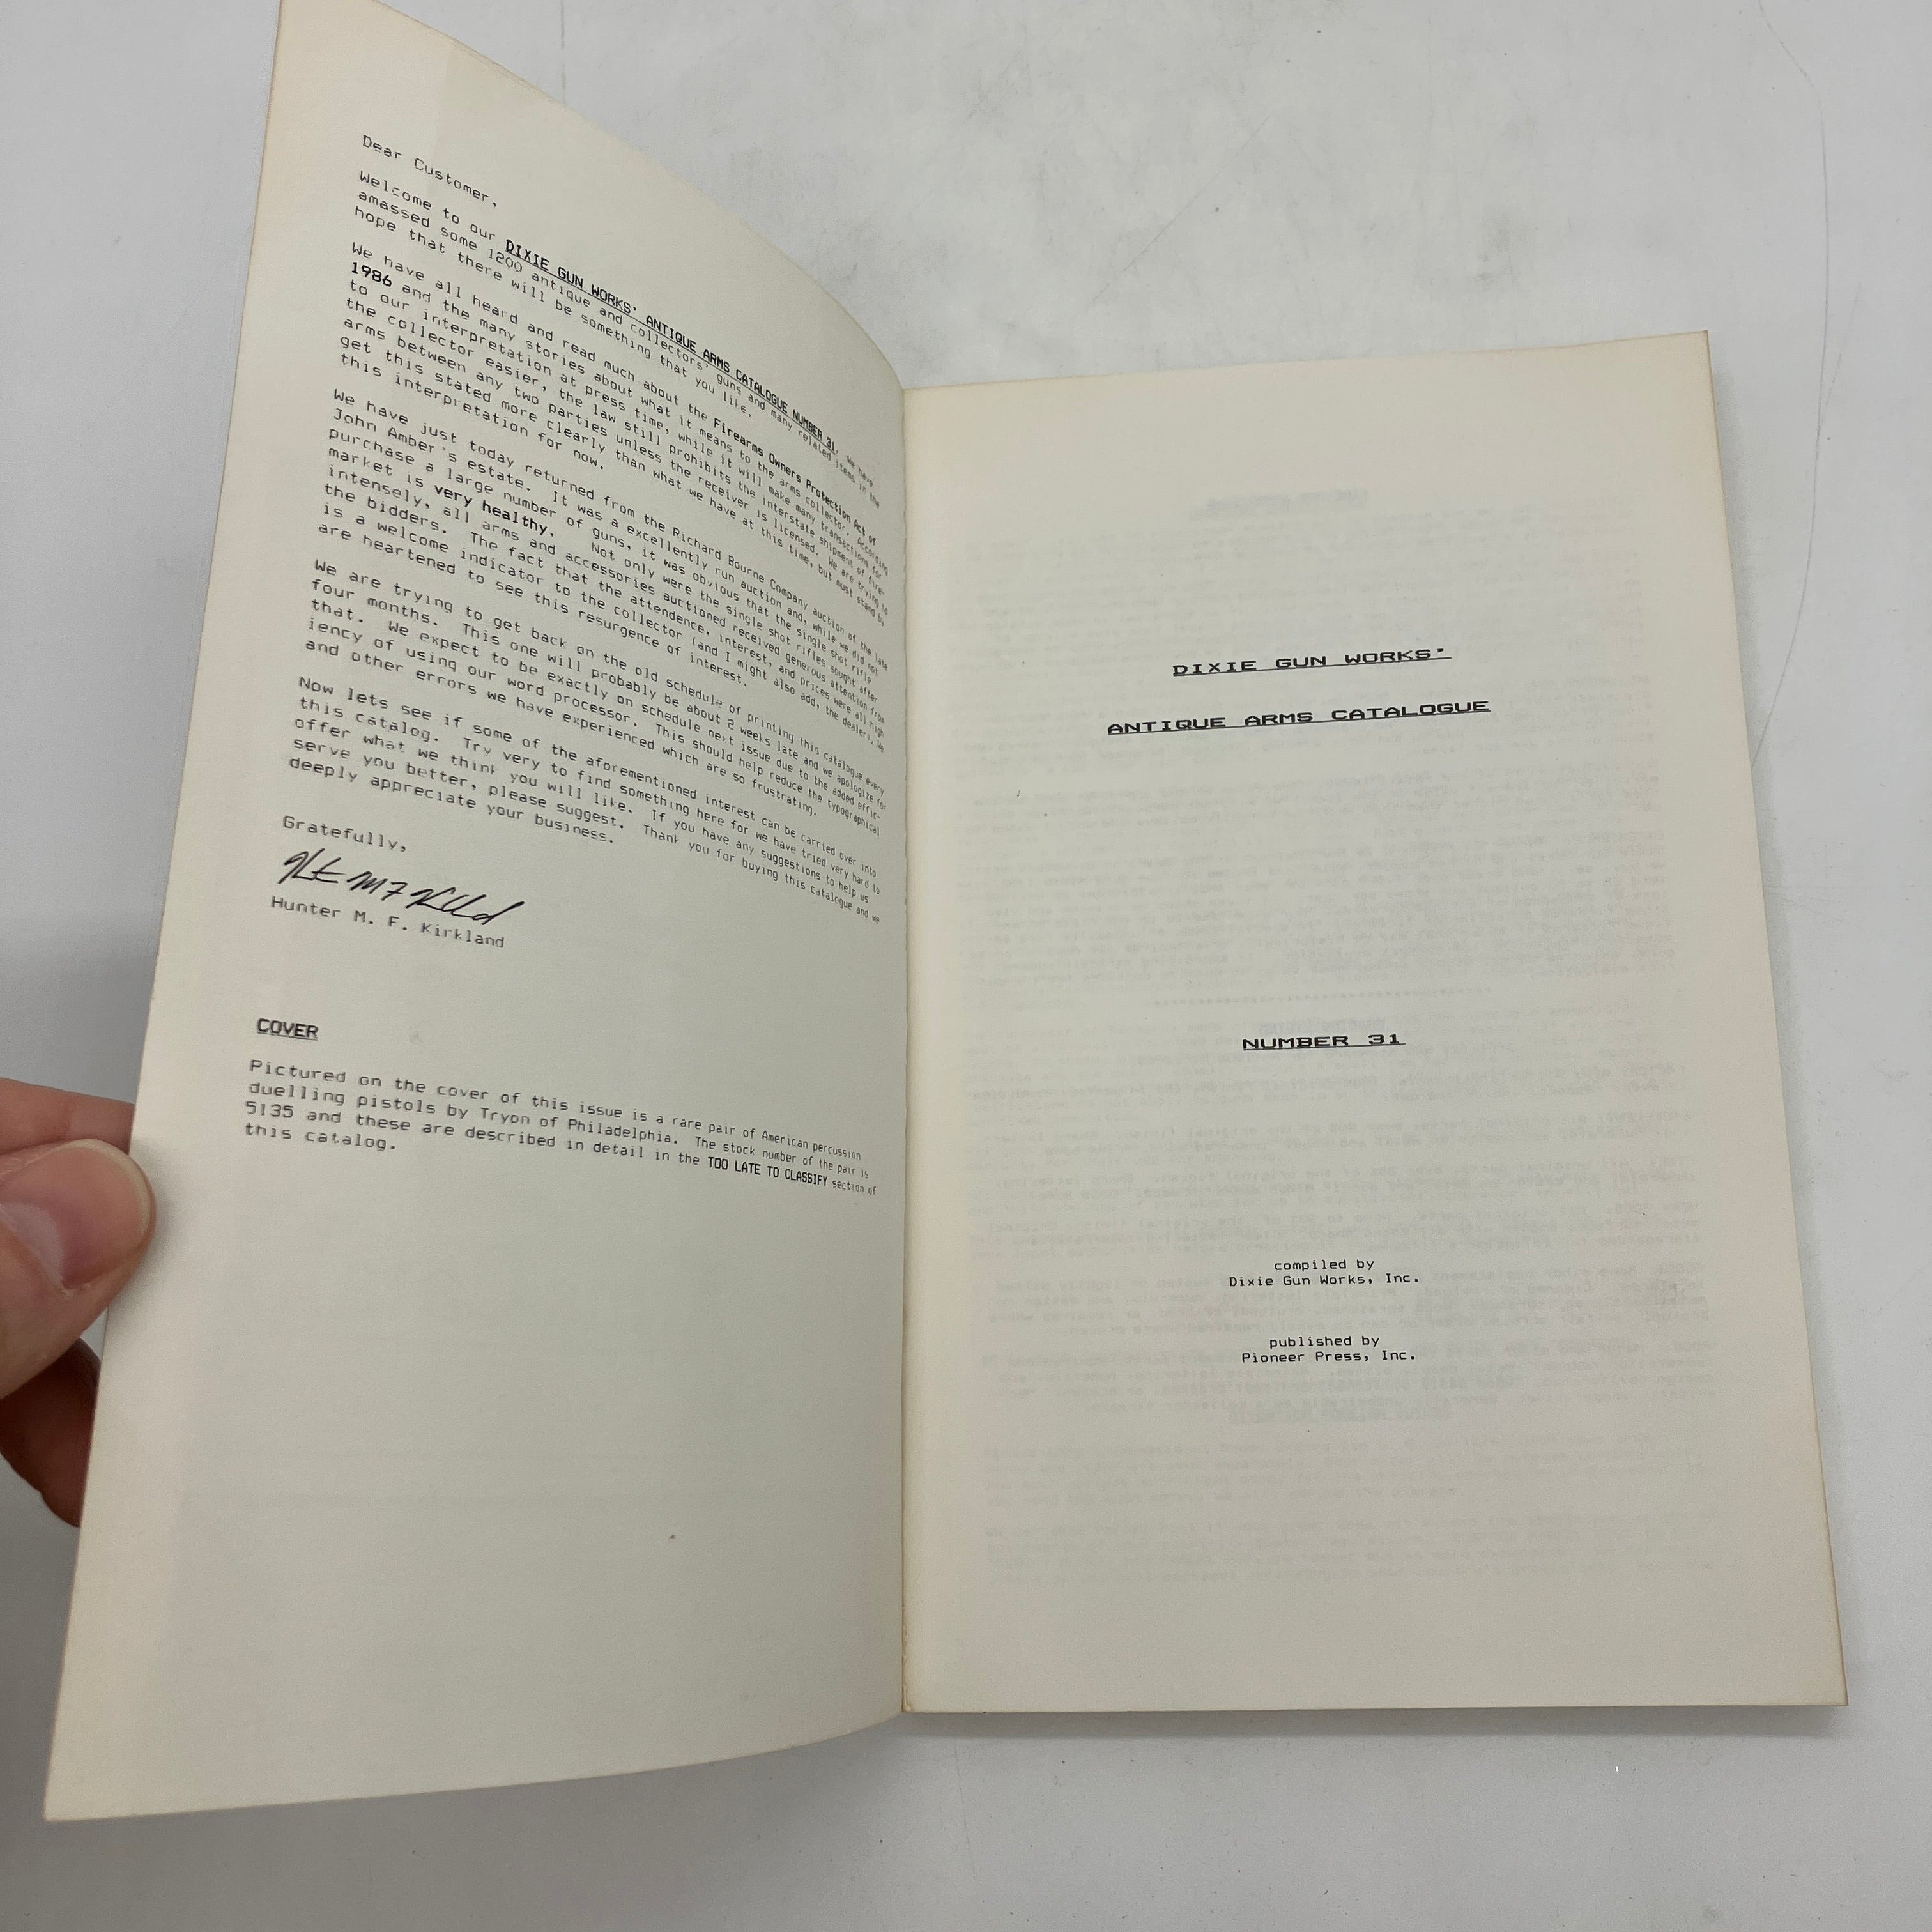 Dear Customer,
Welcome to our DIXIE GUN WORKS' ANTIQUE ARMS CATALOGUE NUMBER 31. We have
amassed some 1200 antique and collectors' guns and many related items in the
hope that there will be something that you like.
We have all heard and read much about the Firearms Owners Protection Act of
1986 and the many stories about what it means to the arms collector. According
to our interpretation at press time, while it will make many transactions for
the collector easier, the law still prohibits the interstate shipment of fire-
arms between any two parties unless the receiver is licensed. We are trying to
get this stated more clearly than what we have at this time, but must stand by
this interpretation for now.
We have just today returned from the Richard Bourne Company auction of the late
John Amber's estate. It was a excellently run auction and, while we did not
purchase a large number of guns, it was obvious that the single shot rifle
market is very healthy. Not only were the single shot rifles sought after
intensely, all arms and accessories auctioned received generous attention from
the bidders. The fact that the attendence, interest, and prices were all high
is a welcome indicator to the collector (and I might also add, the dealer). We
are heartened to see this resurgence of interest.
We are trying to get back on the old schedule of printing this catalogue every
four months. This one will probably be about 2 weeks late and we apologize for
that. We expect to be exactly on schedule next issue due to the added effic-
iency of using our word processor. This should help reduce the typographical
and other errors we have experienced which are so frustrating.
Now lets see if some of the aforementioned interest can be carried over into
this catalog. Try very to find something here for we have tried very hard to
offer what we think you will like. If you have any suggestions to help us
serve you better, please suggest. Thank you for buying this catalogue and we
deeply appreciate your business.
Gratefully,
Hunter M. F. Kirkland
COVER
Pictured on the cover of this issue is a rare pair of American percussion
duelling pistols by Tryon of Philadelphia. The stock number of the pair is
5135 and these are described in detail in the TOO LATE TO CLASSIFY section of
this catalog.
DIXIE GUN WORKS'
ANTIQUE ARMS CATALOGUE
NUMBER 31
compiled by
Dixie Gun Works, Inc.
published by
Pioneer Press, Inc.